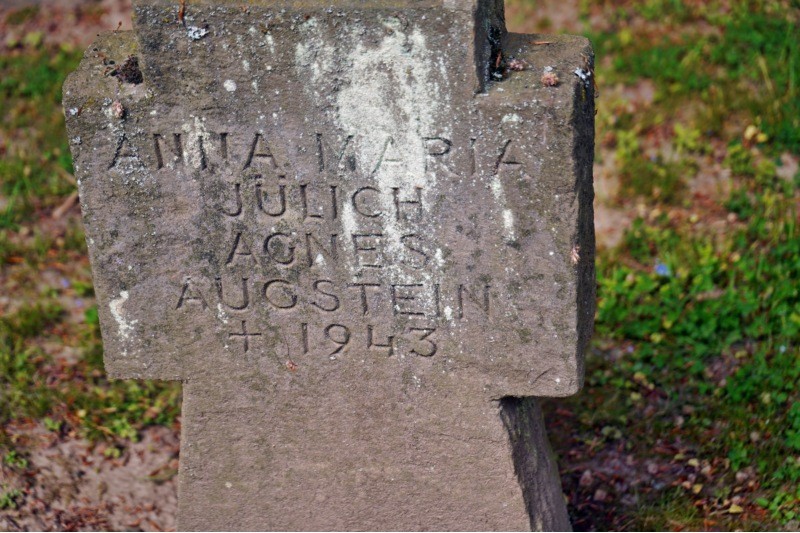 ANNA MARIA
JÜLICH
AGNES
AUGSTEIN
+ 1943